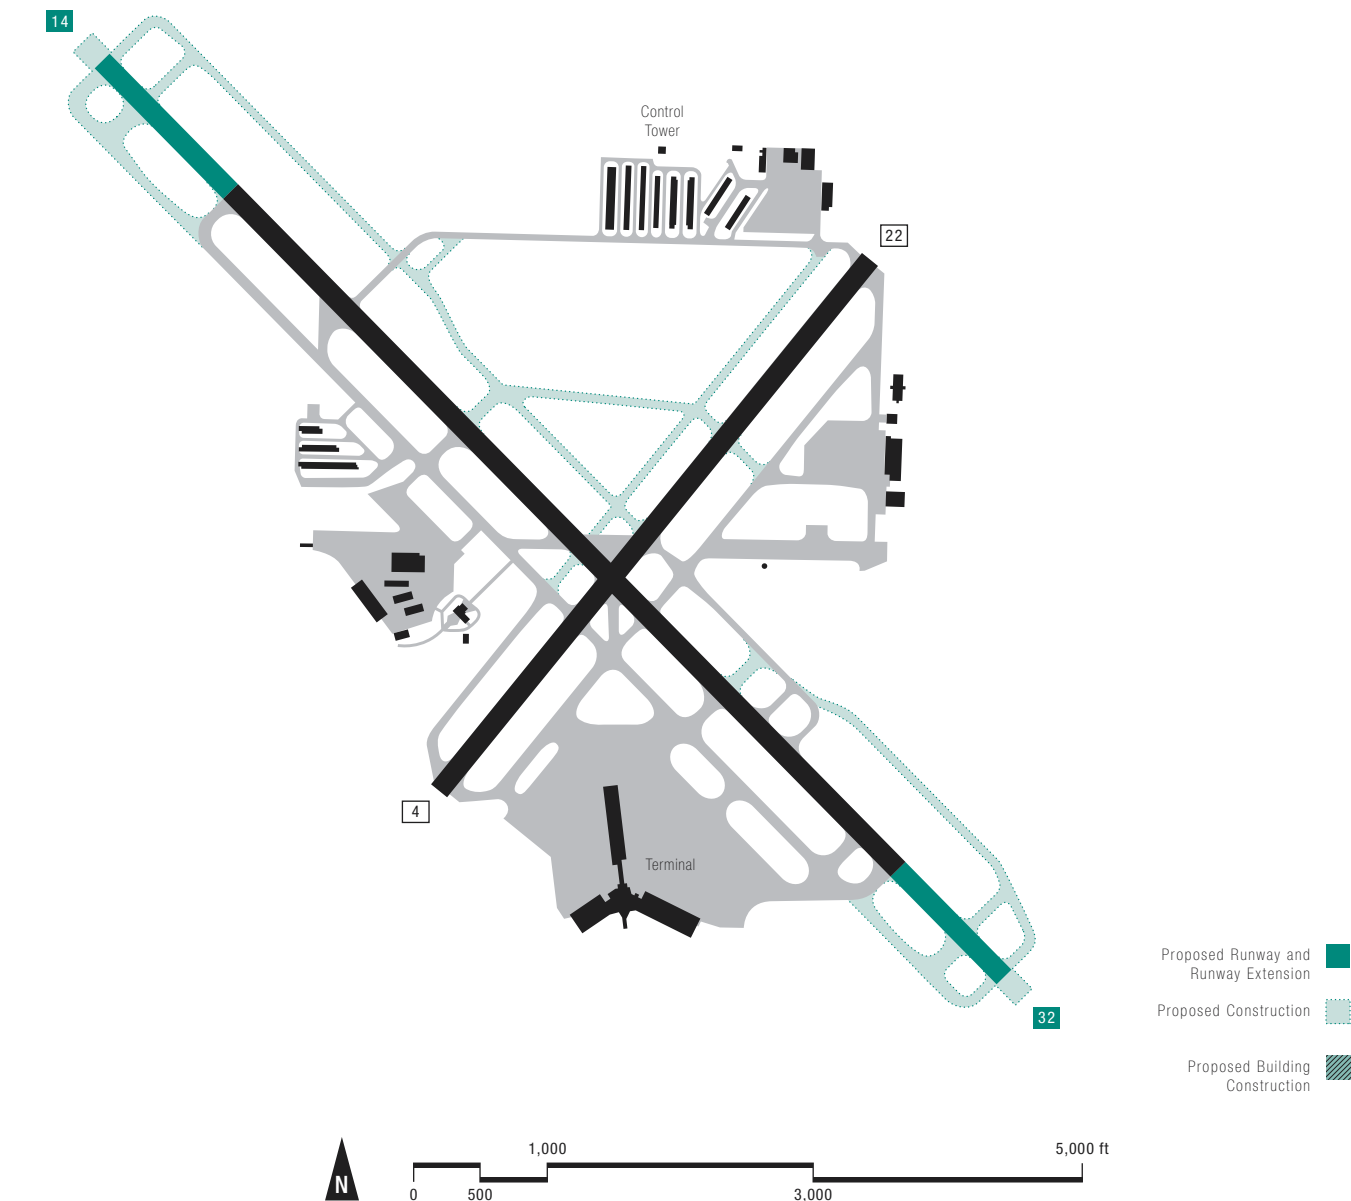 14
Control
Tower
22
4
Terminal
Proposed Runway and
Runway Extension
Proposed Construction
32
Proposed Building
Construction
1,000
5,000 ft
N
0
500
3,000